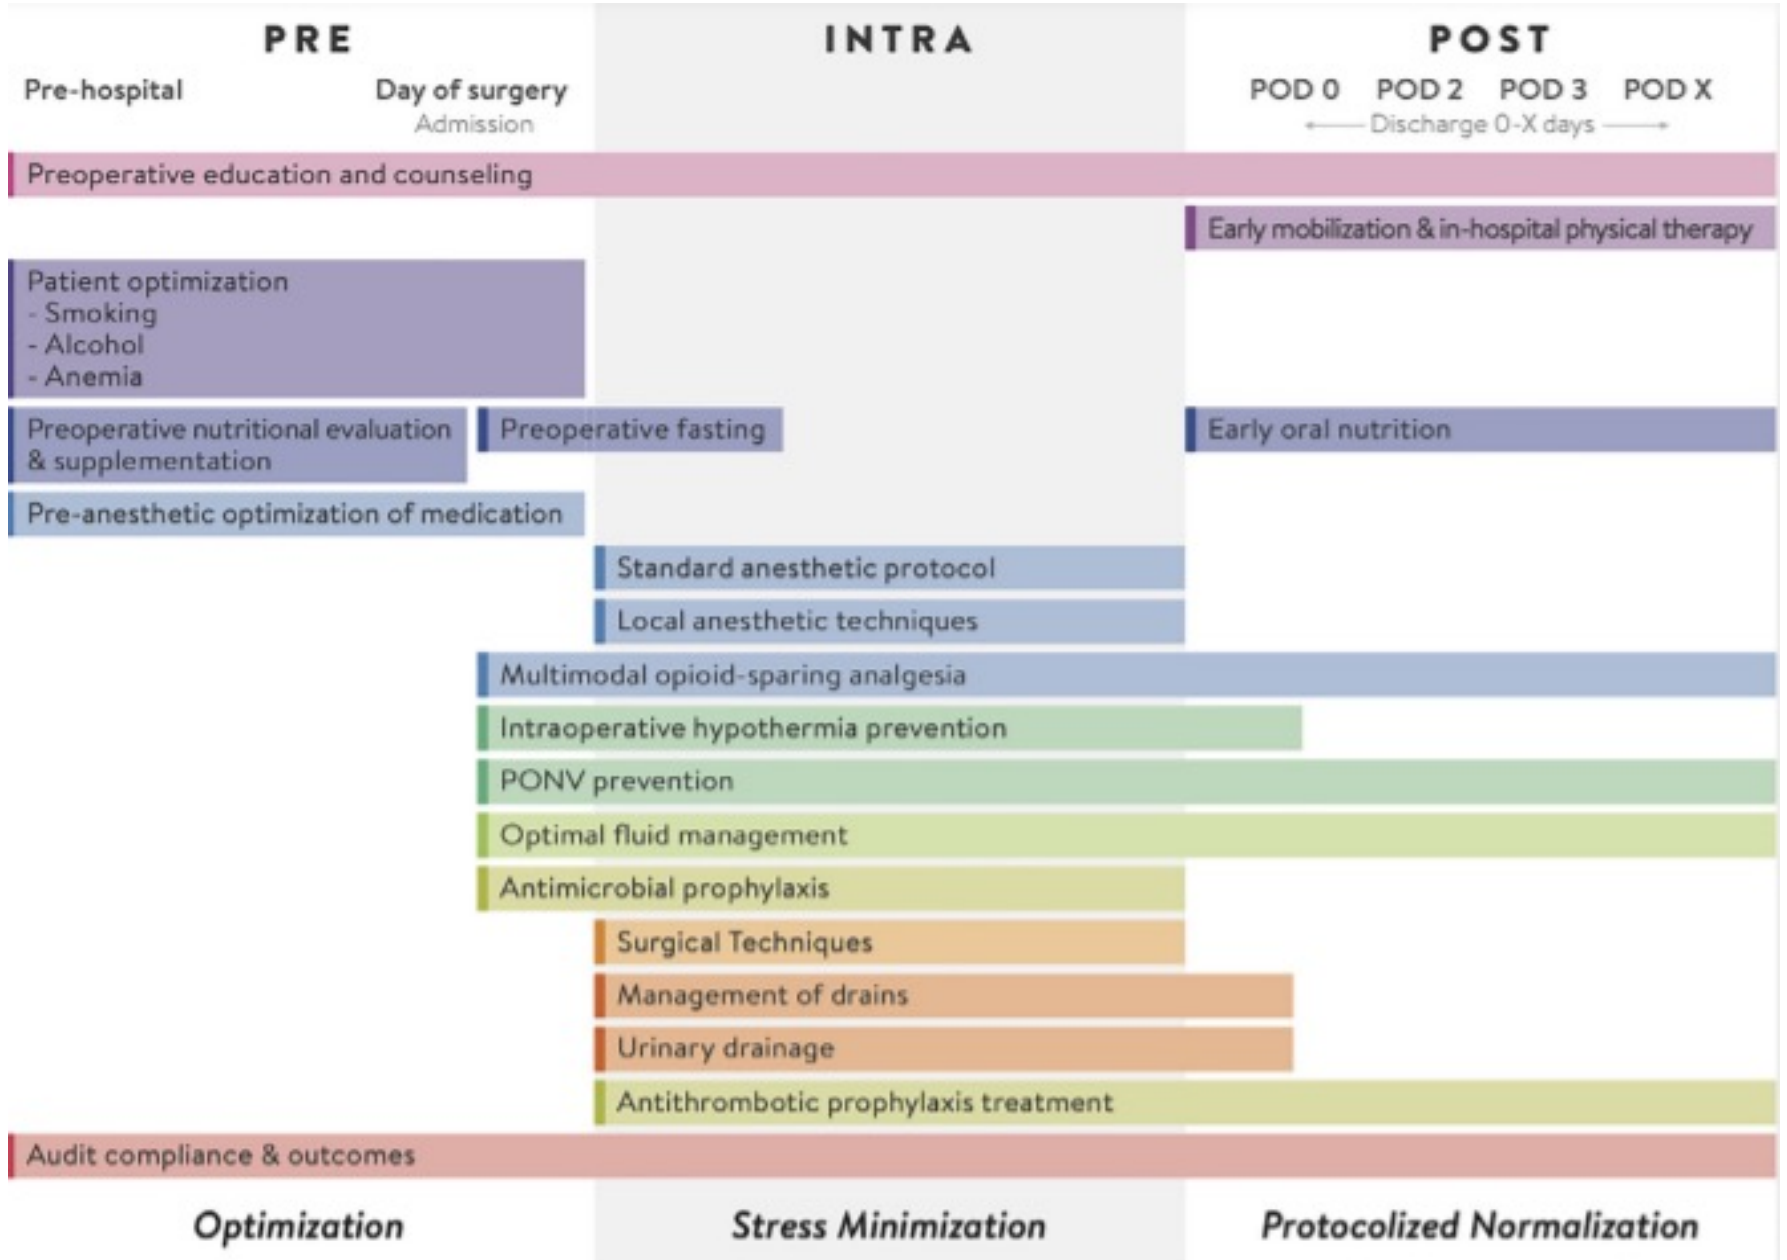 PRE
INTRA
POST
Pre-hospital
Day of surgery
Admission
POD 0
POD 2
POD 3
POD X
Discharge 0-X days
Preoperative education and counseling
Early mobilization & in-hospital physical therapy
Patient optimization
- Smoking
- Alcohol
- Anemia
Preoperative nutritional evaluation
& supplementation
Preoperative fasting
Early oral nutrition
Pre-anesthetic optimization of medication
Standard anesthetic protocol
Local anesthetic techniques
Multimodal opioid-sparing analgesia
Intraoperative hypothermia prevention
PONV prevention
Optimal fluid management
Antimicrobial prophylaxis
Surgical Techniques
Management of drains
Urinary drainage
Antithrombotic prophylaxis treatment
Audit compliance & outcomes
Optimization
Stress Minimization
Protocolized Normalization